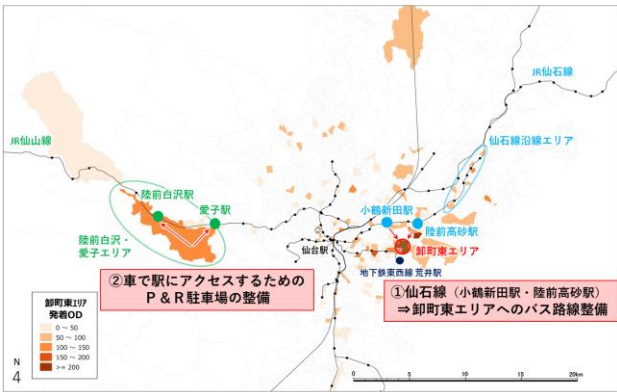 JR仙石線
JR仙山線
仙石線沿線エリア
陸前白沢駅
愛子駅
小鶴新田駅
陸前高砂駅
陸前白沢・
愛子エリア
仙台駅
卸町東エリア
地下鉄東西線 荒井駅
②車で駅にアクセスするための
P&R駐車場の整備
①仙石線（小鶴新田駅・陸前高砂駅）
⇒卸町東エリアへのバス路線整備
卸町東エリア
発着OD
0 ～ 50
50 ～ 100
100 ～ 150
150 ～ 200
>= 200
N
4
0
5
10
20km